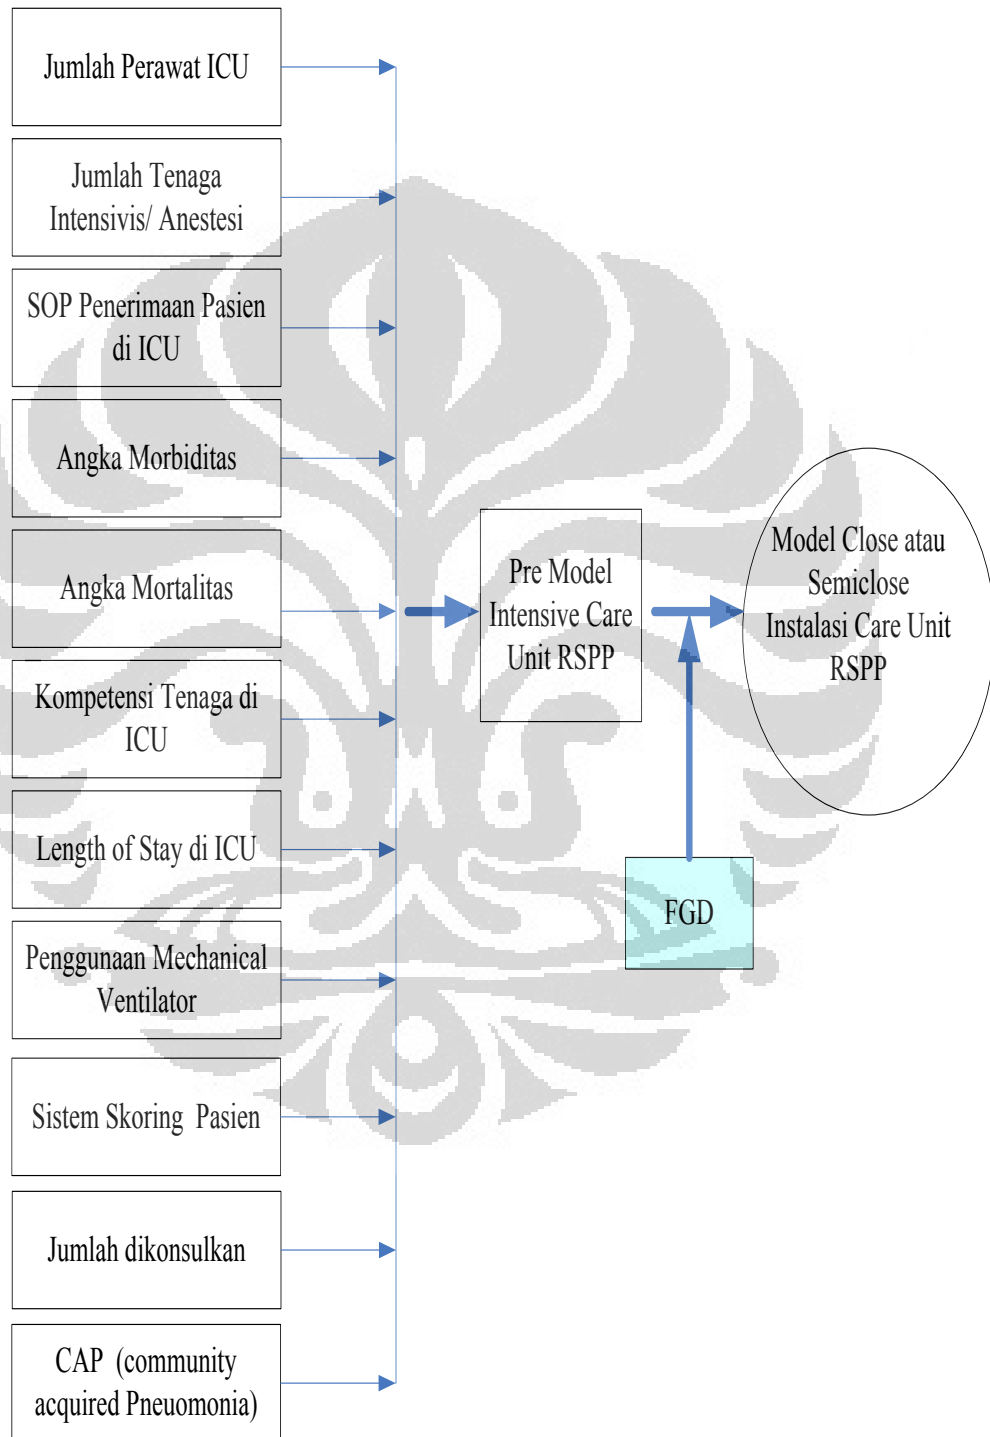 Jumlah Perawat ICU
Jumlah Tenaga
Intensivis/ Anestesi
SOP Penerimaan Pasien
di ICU
Angka Morbiditas
Angka Mortalitas
Kompetensi Tenaga di
ICU
Length of Stay di ICU
Penggunaan Mechanical
Ventilator
Sistem Skoring  Pasien
Jumlah dikonsulkan
CAP  (community
acquired Pneuomonia)
Pre Model
Intensive Care
Unit RSPP
FGD
Model Close atau
Semiclose
Instalasi Care Unit
RSPP